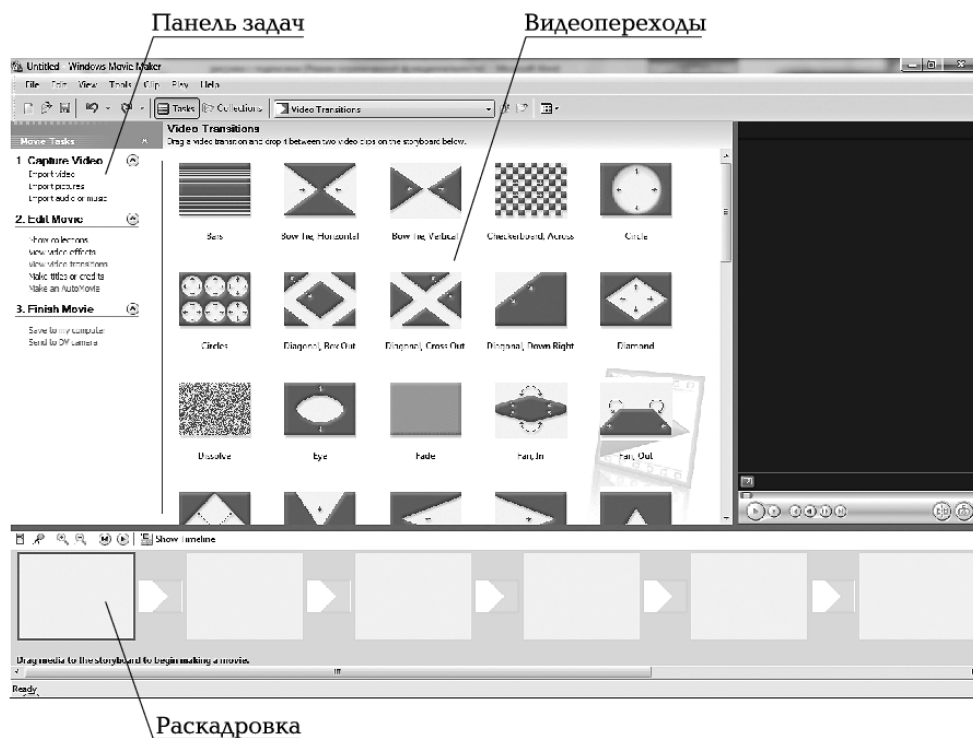 Панель задач
Видеопереходы
Untitled - Windows Movie Maker
File Edit View Tools Clip Play Help
Tasks Collections Video Transitions
Movie Tasks
Video Transitions
Drag a video transition and drop it between two video clips on the storyboard below.
1. Capture Video
Import video
Import pictures
Import audio or music
2. Edit Movie
Show collections
View video effects
View video transitions
Make titles or credits
Make an AutoMovie
3. Finish Movie
Save to my computer
Send to DV camera
Bars
Bow Tie, Horizontal
Bow Tie, Vertical
Checkerboard, Across
Circle
Circles
Diagonal, Box Out
Diagonal, Cross Out
Diagonal, Down Right
Diamond
Dissolve
Eye
Fade
Fan, In
Fan, Out
Show Timeline
Drag media to the storyboard to begin making a movie.
Ready
Раскадровка